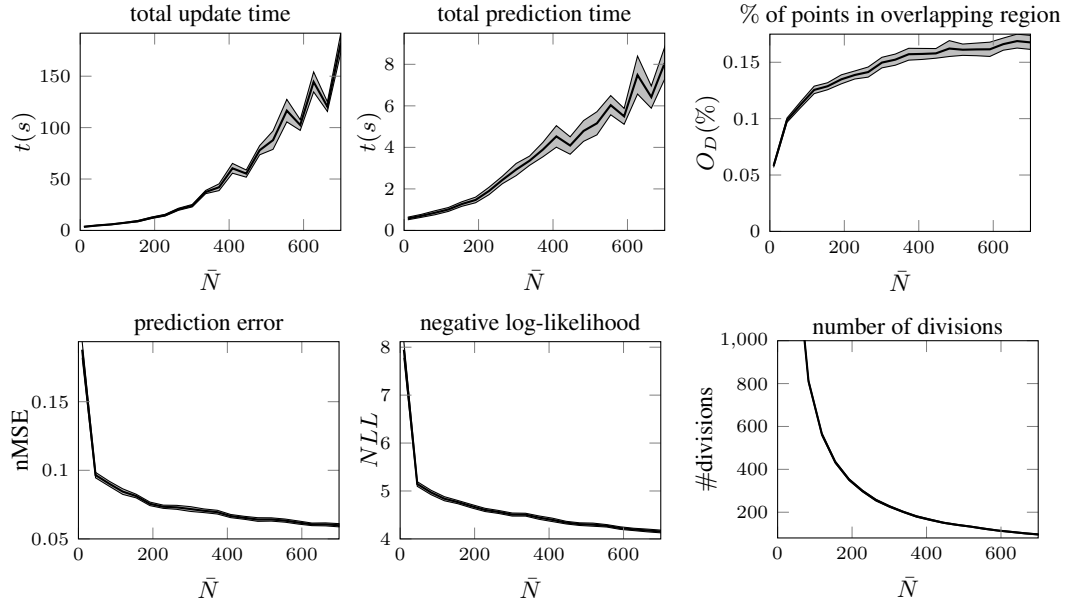 total update time
t(s)
150
100
50
0
0 200 400 600
N̄
total prediction time
t(s)
8
6
4
2
0
0 200 400 600
N̄
% of points in overlapping region
O_D(%)
0.15
0.1
0.05
0
0 200 400 600
N̄
prediction error
nMSE
0.15
0.1
0.05
0 200 400 600
N̄
negative log-likelihood
NLL
8
7
6
5
4
0 200 400 600
N̄
number of divisions
#divisions
1,000
800
600
400
200
0 200 400 600
N̄